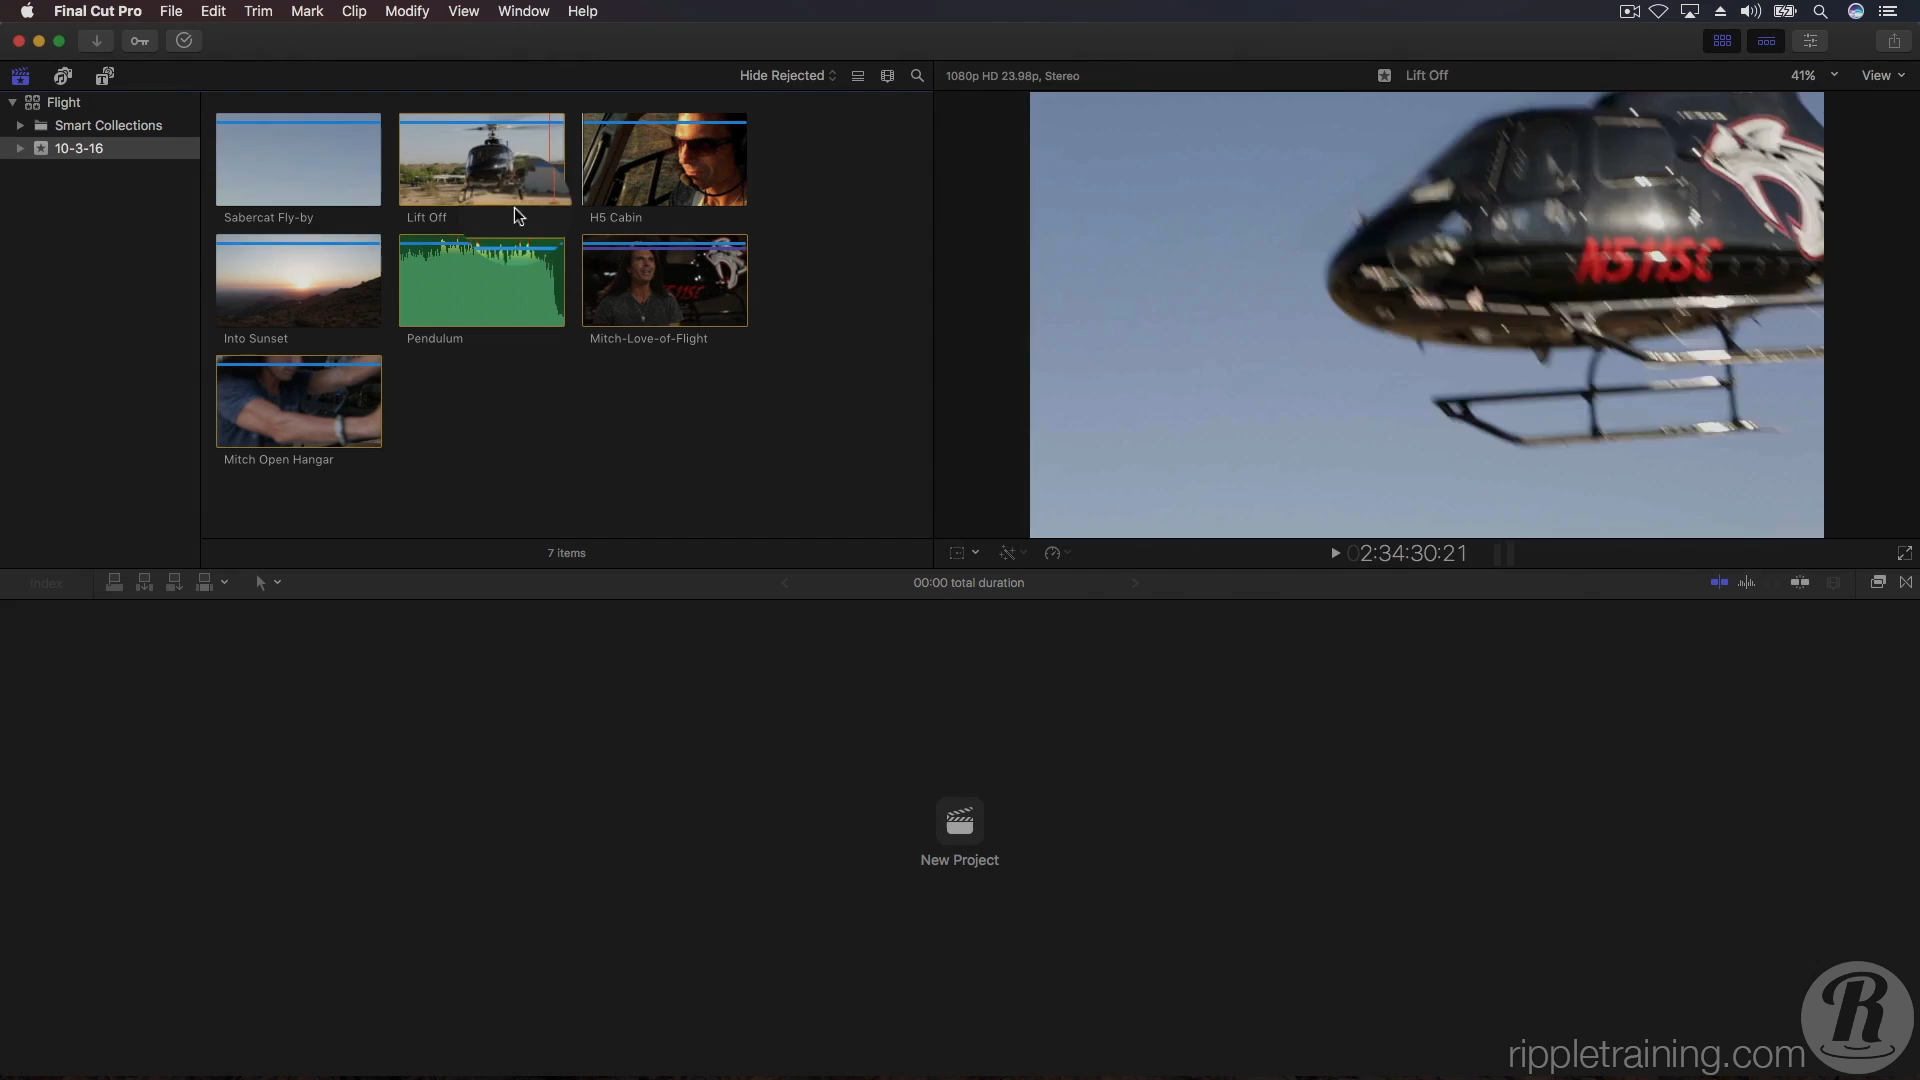 Final Cut Pro File Edit Trim Mark Clip Modify View Window Help
Hide Rejected
1080p HD 23.98p, Stereo
Lift Off
41%
View
Flight
Smart Collections
10-3-16
Sabercat Fly-by
Lift Off
H5 Cabin
Into Sunset
Pendulum
Mitch-Love-of-Flight
Mitch Open Hangar
7 items
N511SC
02:34:30:21
Index
00:00 total duration
New Project
R
rippletraining.com